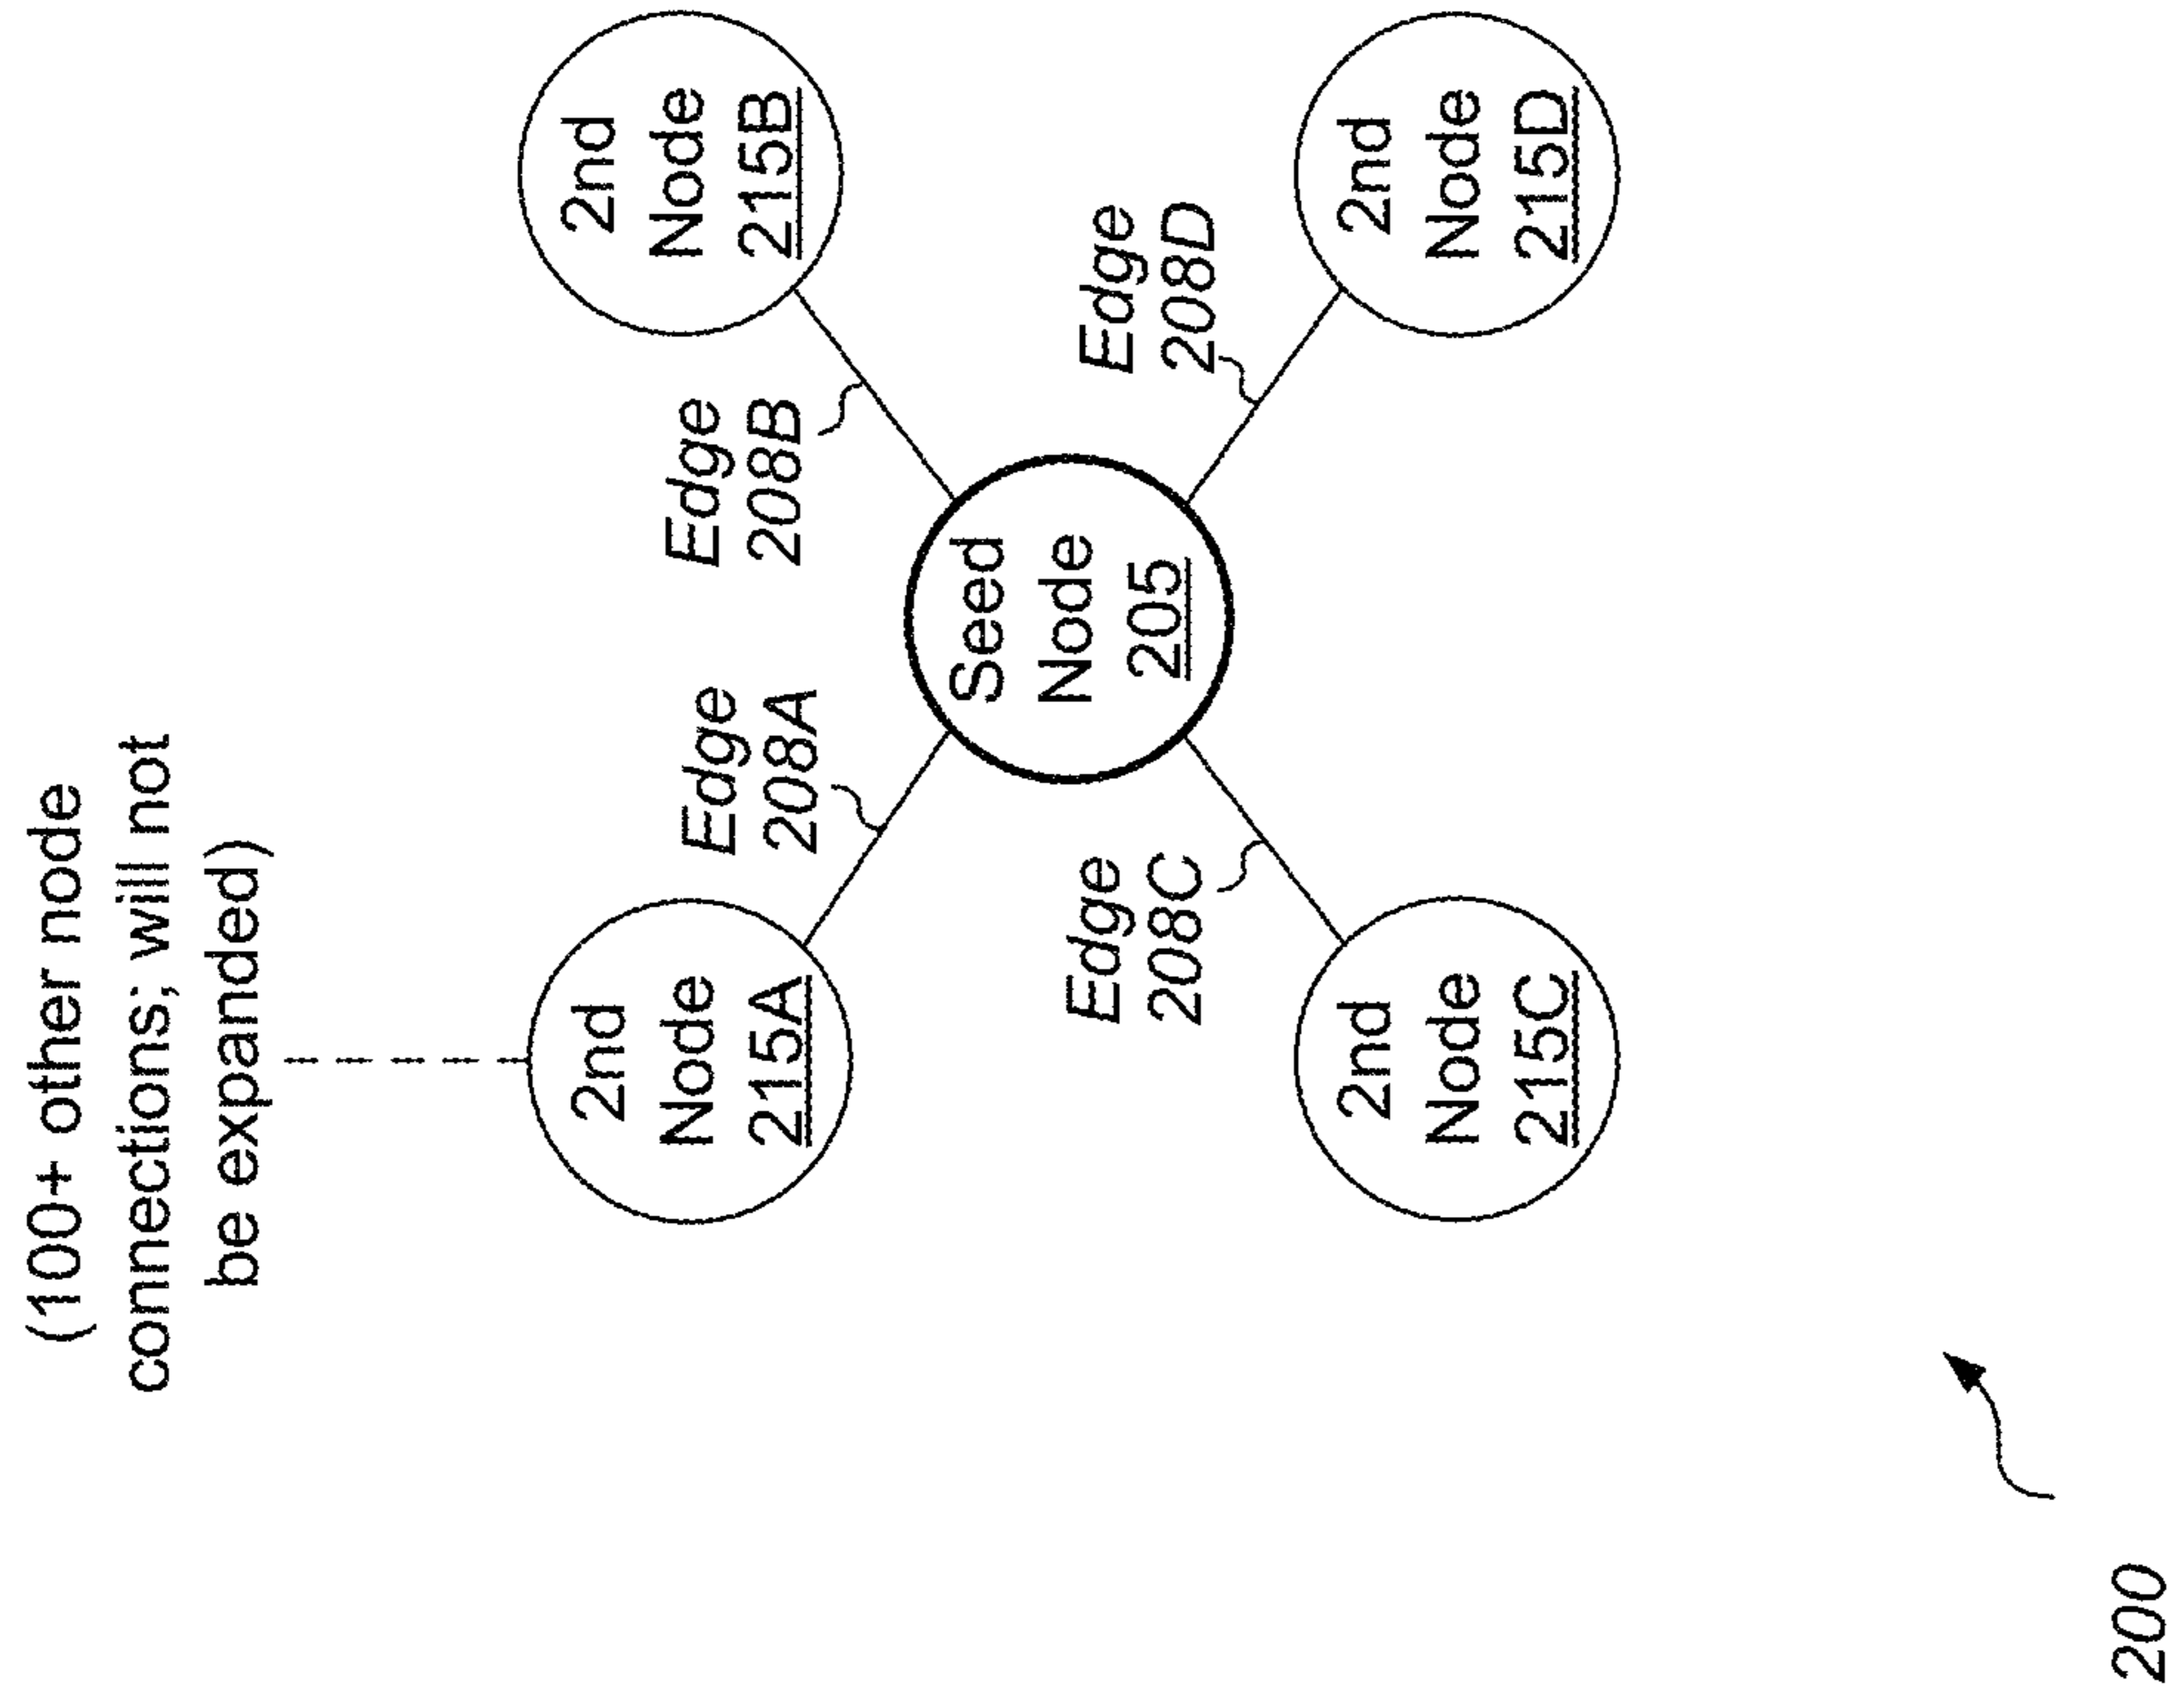 (100+ other node
connections; will not
be expanded)
2nd
Node
215A
2nd
Node
215B
Edge
208A
Edge
208B
Seed
Node
205
Edge
208C
Edge
208D
2nd
Node
215C
2nd
Node
215D
200